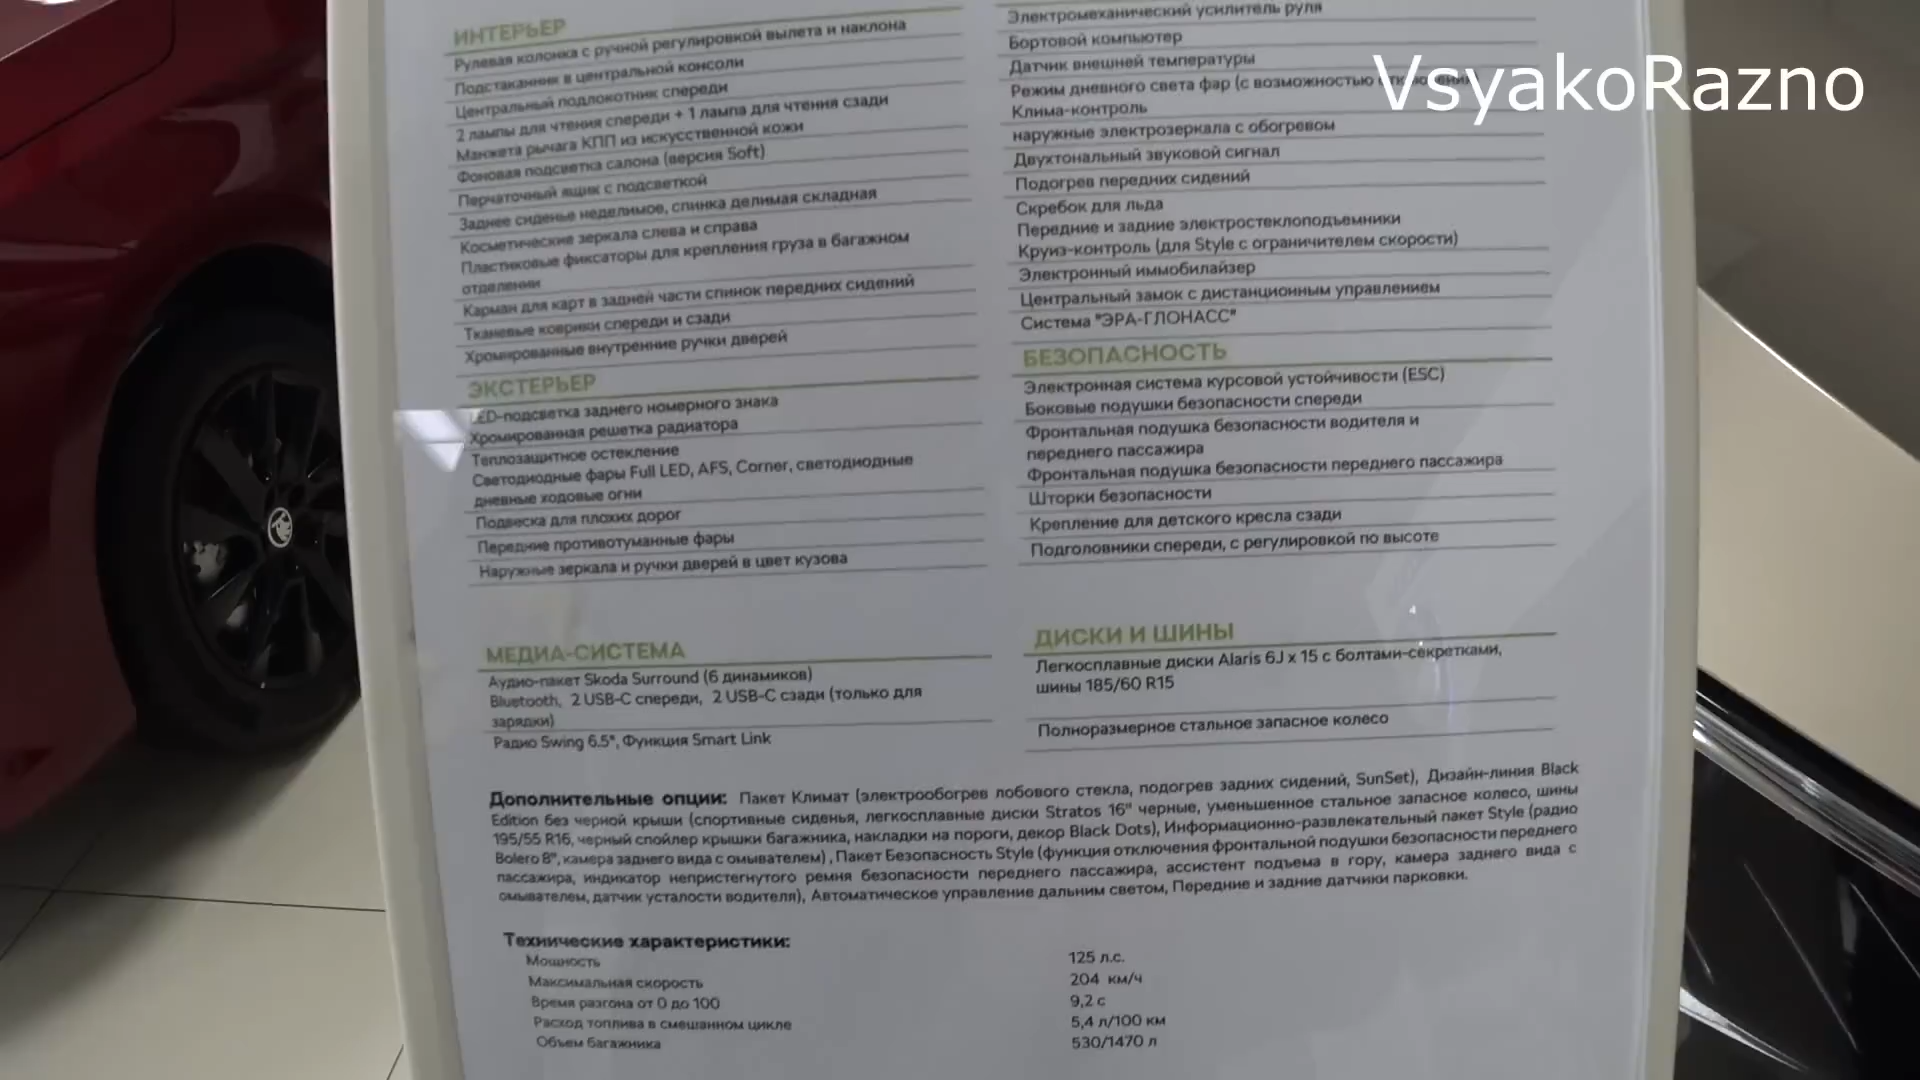 ИНТЕРЬЕР
Рулевая колонка с ручной регулировкой вылета и наклона
Подстаканник в центральной консоли
Центральный подлокотник спереди
2 лампы для чтения спереди + 1 лампа для чтения сзади
Манжета рычага КПП из искусственной кожи
Фоновая подсветка салона (версия Soft)
Перчаточный ящик с подсветкой
Заднее сиденье неделимое, спинка делимая складная
Косметические зеркала слева и справа
Пластиковые фиксаторы для крепления груза в багажном
отделении
Карман для карт в задней части спинок передних сидений
Тканевые коврики спереди и сзади
Хромированные внутренние ручки дверей
ЭКСТЕРЬЕР
LED-подсветка заднего номерного знака
Хромированная решетка радиатора
Теплозащитное остекление
Светодиодные фары Full LED, AFS, Corner, светодиодные
дневные ходовые огни
Подвеска для плохих дорог
Передние противотуманные фары
Наружные зеркала и ручки дверей в цвет кузова
МЕДИА-СИСТЕМА
Аудио-пакет Skoda Surround (6 динамиков)
Bluetooth, 2 USB-C спереди, 2 USB-C сзади (только для
зарядки)
Радио Swing 6.5", Функция Smart Link
Электромеханический усилитель руля
Бортовой компьютер
Датчик внешней температуры
Режим дневного света фар (с возможностью
Клима-контроль
наружные электрозеркала с обогревом
Двухтональный звуковой сигнал
Подогрев передних сидений
Скребок для льда
Передние и задние электростеклоподъемники
Круиз-контроль (для Style с ограничителем скорости)
Электронный иммобилайзер
Центральный замок с дистанционным управлением
Система "ЭРА-ГЛОНАСС"
БЕЗОПАСНОСТЬ
Электронная система курсовой устойчивости (ESC)
Боковые подушки безопасности спереди
Фронтальная подушка безопасности водителя и
переднего пассажира
Фронтальная подушка безопасности переднего пассажира
Шторки безопасности
Крепление для детского кресла сзади
Подголовники спереди, с регулировкой по высоте
ДИСКИ И ШИНЫ
Легкосплавные диски Alaris 6J x 15 с болтами-секретками,
шины 185/60 R15
Полноразмерное стальное запасное колесо
Дополнительные опции: Пакет Климат (электрообогрев лобового стекла, подогрев задних сидений, SunSet), Дизайн-линия Black
Edition без черной крыши (спортивные сиденья, легкосплавные диски Stratos 16" черные, уменьшенное стальное запасное колесо, шины
195/55 R16, черный спойлер крышки багажника, накладки на пороги, декор Black Dots), Информационно-развлекательный пакет Style (радио
Bolero 8", камера заднего вида с омывателем) , Пакет Безопасность Style (функция отключения фронтальной подушки безопасности переднего
пассажира, индикатор непристегнутого ремня безопасности переднего пассажира, ассистент подъема в гору, камера заднего вида с
омывателем, датчик усталости водителя), Автоматическое управление дальним светом, Передние и задние датчики парковки.
Технические характеристики:
Мощность 125 л.с.
Максимальная скорость 204 км/ч
Время разгона от 0 до 100 9,2 с
Расход топлива в смешанном цикле 5,4 л/100 км
Объем багажника 530/1470 л
VsyakoRazno